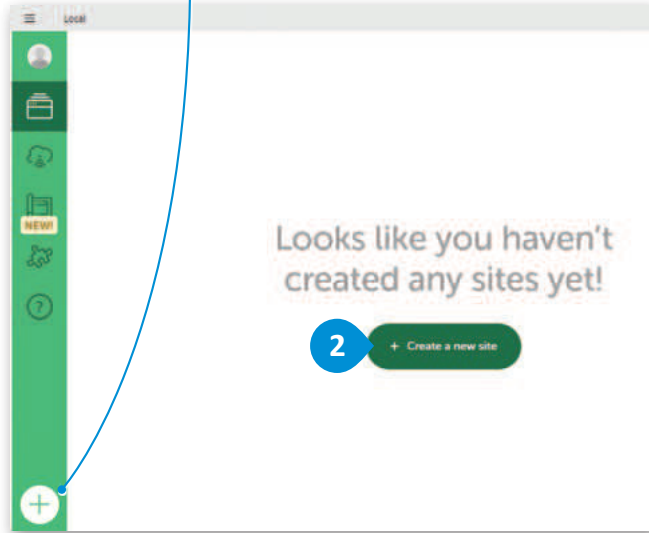 Local
NEW!
Looks like you haven't
created any sites yet!
2
+ Create a new site